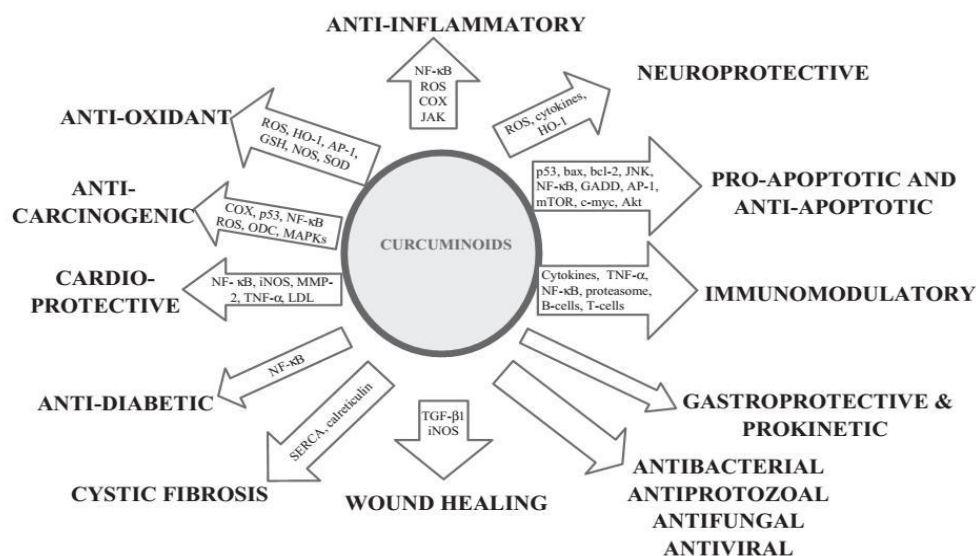 ANTI-INFLAMMATORY
NF-κB
ROS
COX
JAK
NEUROPROTECTIVE
ROS, cytokines,
HO-1
ANTI-OXIDANT
ROS, HO-1, AP-1,
GSH, NOS, SOD
p53, bax, bcl-2, JNK,
NF-κB, GADD, AP-1,
mTOR, c-myc, Akt
PRO-APOPTOTIC AND
ANTI-APOPTOTIC
ANTI-
CARCINOGENIC
COX, p53, NF-κB
ROS, ODC, MAPKs
CURCUMINOIDS
CARDIO-
PROTECTIVE
NF- κB, iNOS, MMP-
2, TNF-α, LDL
Cytokines, TNF-α,
NF-κB, proteasome,
B-cells, T-cells
IMMUNOMODULATORY
NF-κB
ANTI-DIABETIC
SERCA, calreticulin
CYSTIC FIBROSIS
TGF-β1
iNOS
WOUND HEALING
GASTROPROTECTIVE &
PROKINETIC
ANTIBACTERIAL
ANTIPROTOZOAL
ANTIFUNGAL
ANTIVIRAL